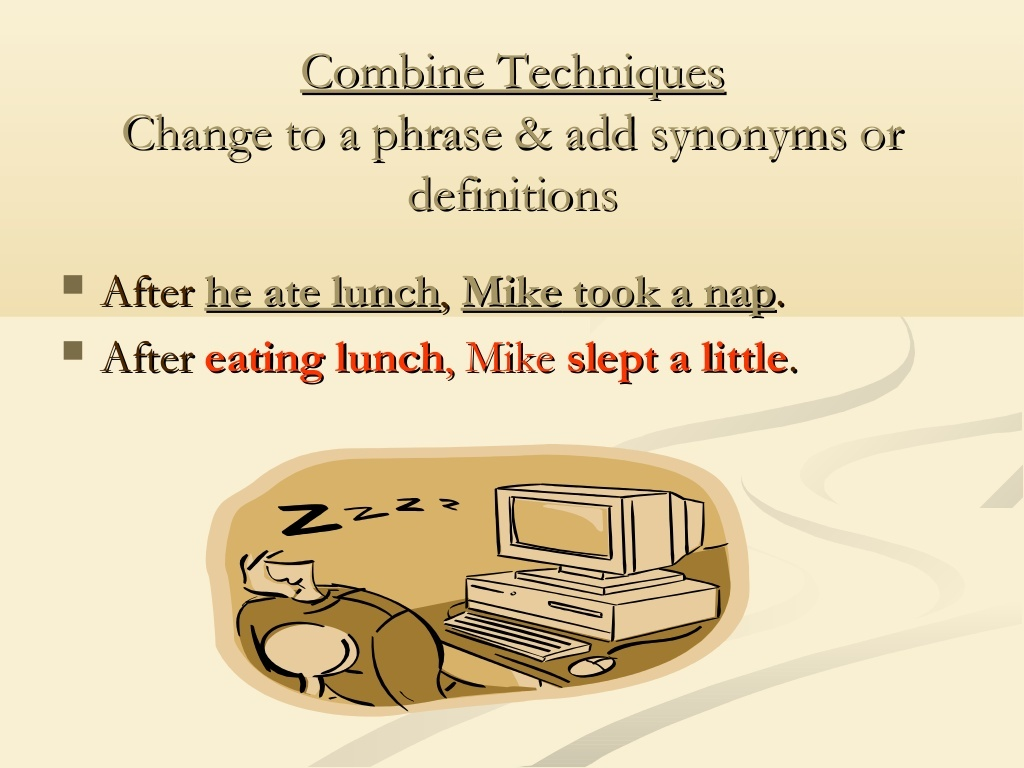 Combine Techniques
Change to a phrase & add synonyms or
definitions
After he ate lunch, Mike took a nap.
After eating lunch, Mike slept a little.
Z z z z